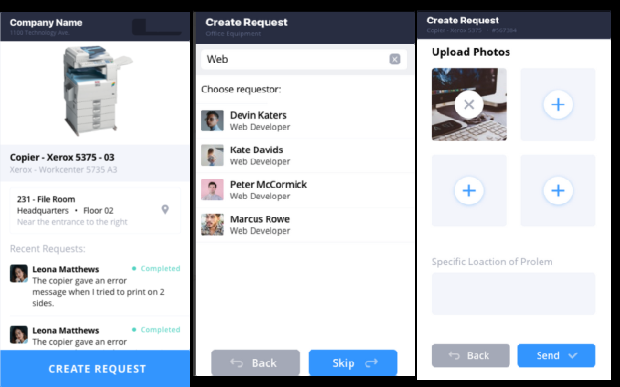 Company Name
1100 Technology Ave.
Copier - Xerox 5375 - 03
Xerox - Workcenter 5735 A3
231 - File Room
Headquarters • Floor 02
Near the entrance to the right
Recent Requests:
Leona Matthews
Completed
The copier gave an error
message when I tried to print on 2
sides.
Leona Matthews
Completed
The copier gave an error
CREATE REQUEST
Create Request
Office Equipment
Web
Choose requestor:
Devin Katers
Web Developer
Kate Davids
Web Developer
Peter McCormick
Web Developer
Marcus Rowe
Web Developer
Back
Skip
Create Request
Copier - Xerox 5375
Upload Photos
Specific Loaction of Prolem
Back
Send